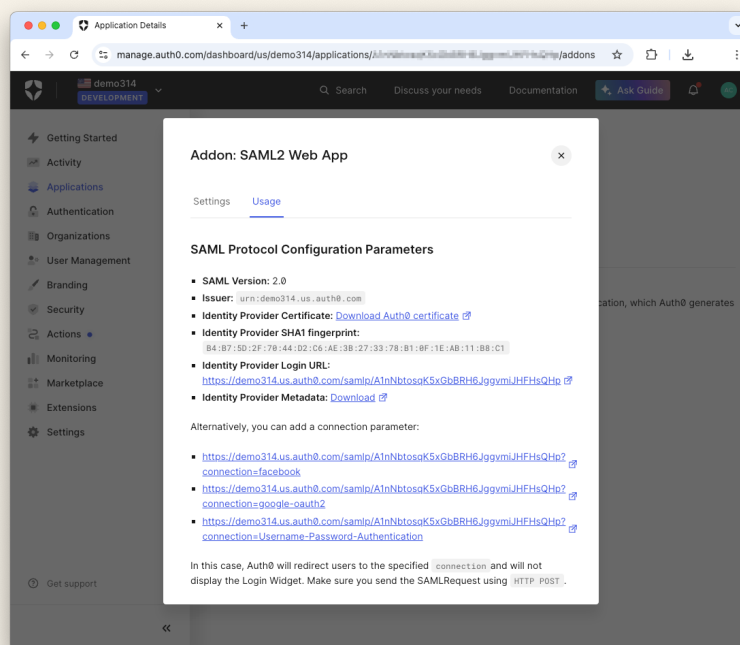 Application Details
manage.auth0.com/dashboard/us/demo314/applications/ /addons
demo314
DEVELOPMENT
Search
Discuss your needs
Documentation
Ask Guide
Getting Started
Activity
Applications
Authentication
Organizations
User Management
Branding
Security
Actions
Monitoring
Marketplace
Extensions
Settings
Get support
Addon: SAML2 Web App
Settings
Usage
SAML Protocol Configuration Parameters
SAML Version: 2.0
Issuer: urn:demo314.us.auth0.com
Identity Provider Certificate: Download Auth0 certificate
Identity Provider SHA1 fingerprint:
B4:B7:5D:2F:70:44:D2:C6:AE:3B:27:33:78:B1:0F:1E:AB:11:B8:C1
Identity Provider Login URL:
https://demo314.us.auth0.com/samlp/A1nNbtosqK5xGbBRH6JggvmiJHFHsQHp
Identity Provider Metadata: Download
Alternatively, you can add a connection parameter:
https://demo314.us.auth0.com/samlp/A1nNbtosqK5xGbBRH6JggvmiJHFHsQHp?
connection=facebook
https://demo314.us.auth0.com/samlp/A1nNbtosqK5xGbBRH6JggvmiJHFHsQHp?
connection=google-oauth2
https://demo314.us.auth0.com/samlp/A1nNbtosqK5xGbBRH6JggvmiJHFHsQHp?
connection=Username-Password-Authentication
In this case, Auth0 will redirect users to the specified connection and will not
display the Login Widget. Make sure you send the SAMLRequest using HTTP POST.
cation, which Auth0 generates